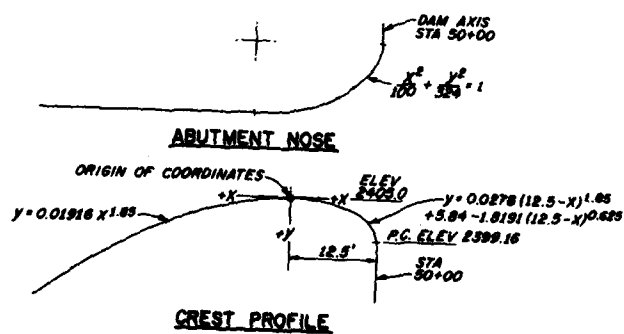 DAM AXIS
STA 50+00
X²/100 + Y²/324 = 1
ABUTMENT NOSE
ORIGIN OF COORDINATES
ELEV
2405.0
+X
+X
y = 0.01916 X^1.85
y = 0.0278 (12.5-X)^1.85
+5.84 -1.8191 (12.5-X)^0.625
+Y
P.C. ELEV 2399.16
12.5'
STA
50+00
CREST PROFILE